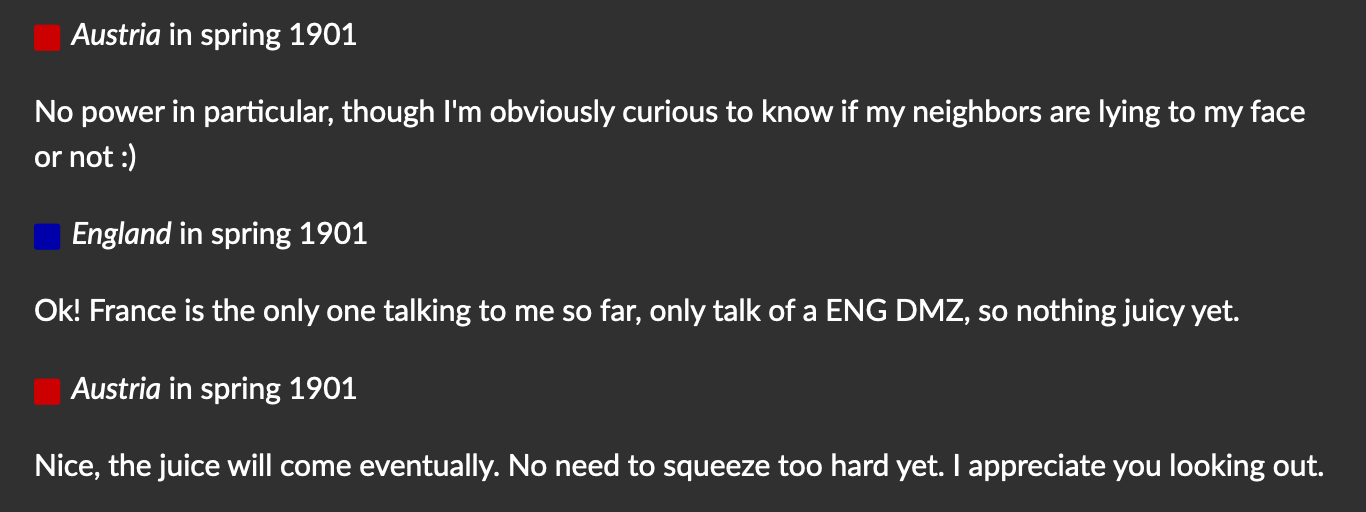 Austria in spring 1901
No power in particular, though I'm obviously curious to know if my neighbors are lying to my face
or not :)
England in spring 1901
Ok! France is the only one talking to me so far, only talk of a ENG DMZ, so nothing juicy yet.
Austria in spring 1901
Nice, the juice will come eventually. No need to squeeze too hard yet. I appreciate you looking out.